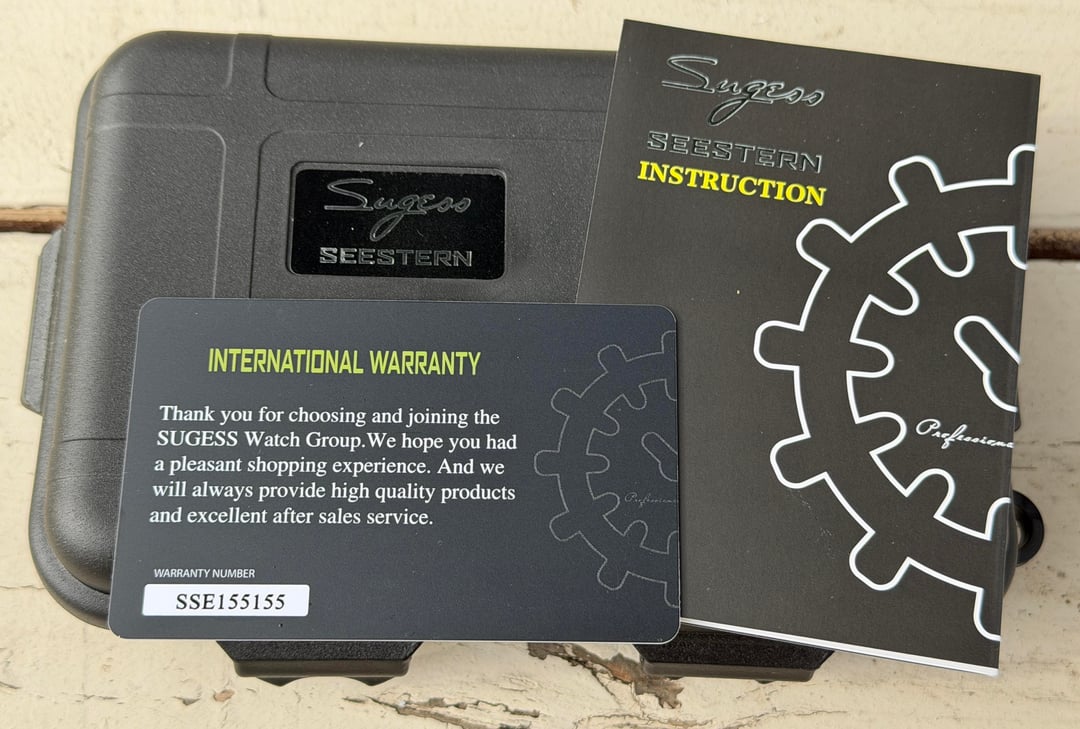 Sugess
SEESTERN
Sugess
SEESTERN
INSTRUCTION
Professional
INTERNATIONAL WARRANTY
Thank you for choosing and joining the
SUGESS Watch Group.We hope you had
a pleasant shopping experience. And we
will always provide high quality products
and excellent after sales service.
Professional
WARRANTY NUMBER
SSE155155